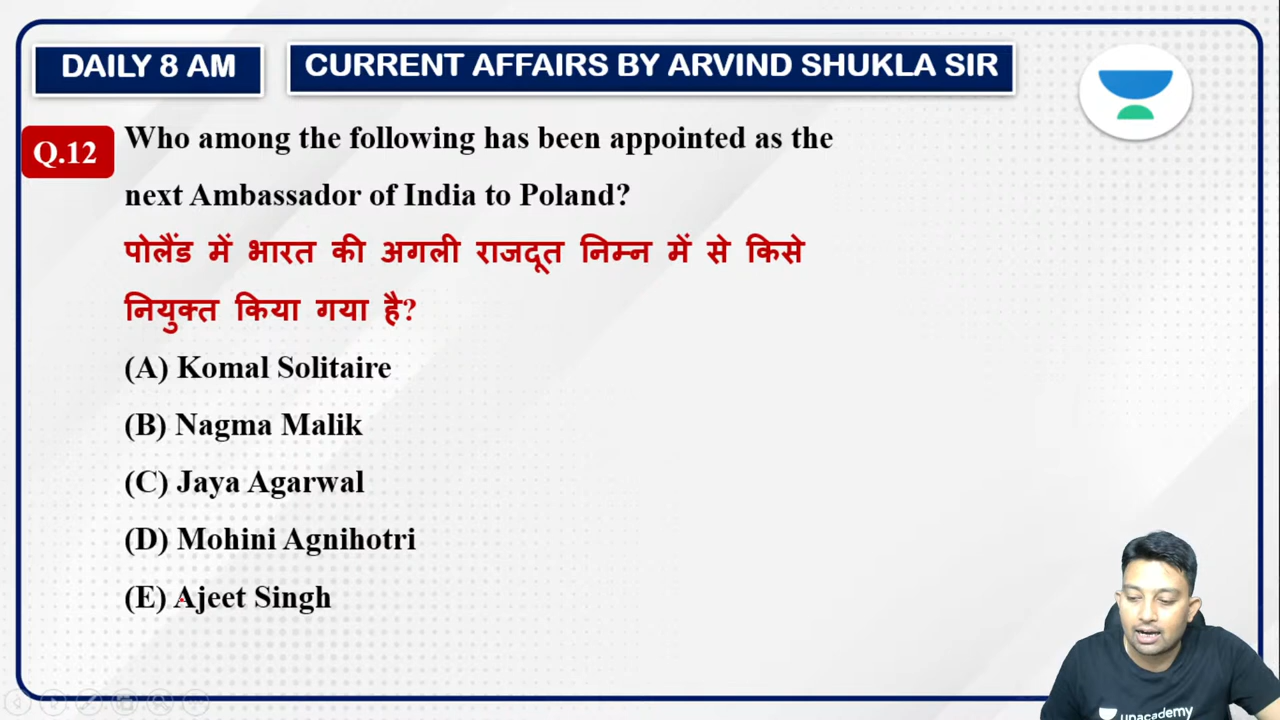 DAILY 8 AM
CURRENT AFFAIRS BY ARVIND SHUKLA SIR
Q.12
Who among the following has been appointed as the
next Ambassador of India to Poland?
पोलैंड में भारत की अगली राजदूत निम्न में से किसे
नियुक्त किया गया है?
(A) Komal Solitaire
(B) Nagma Malik
(C) Jaya Agarwal
(D) Mohini Agnihotri
(E) Ajeet Singh
unacademy